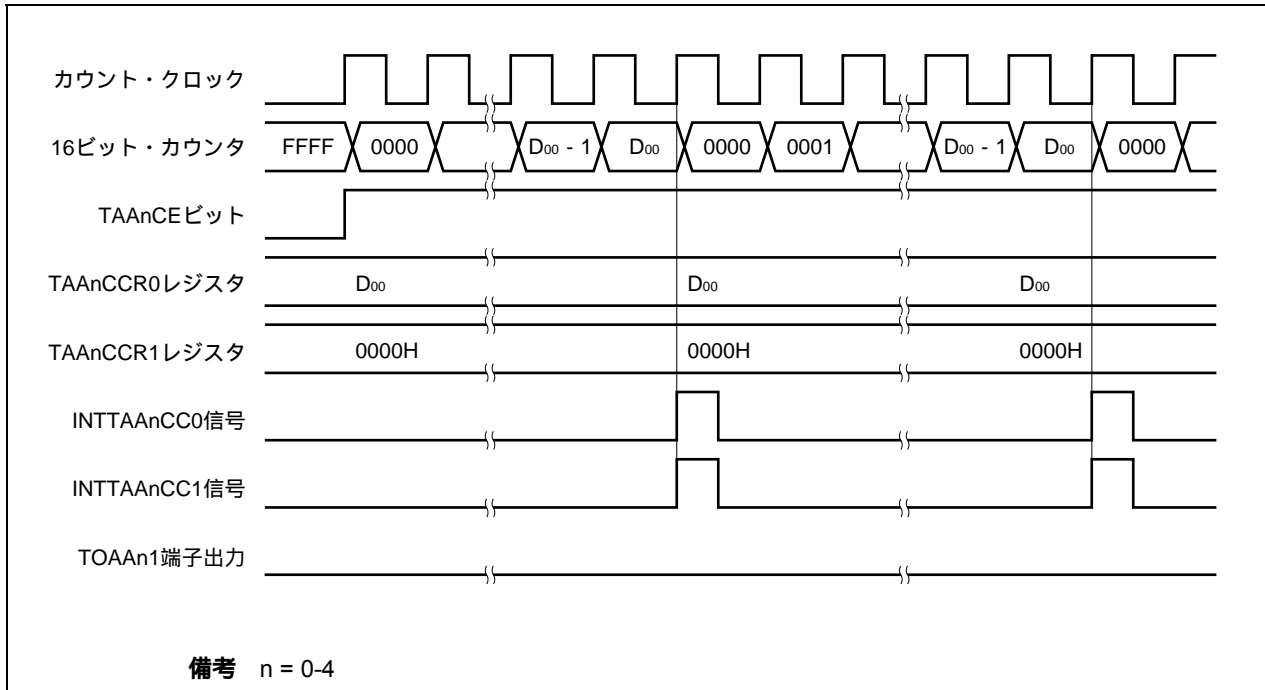 カウント・クロック
16ビット・カウンタ FFFF 0000 D00 - 1 D00 0000 0001 D00 - 1 D00 0000
TAAnCEビット
TAAnCCR0レジスタ D00 D00 D00
TAAnCCR1レジスタ 0000H 0000H 0000H
INTTAAnCC0信号
INTTAAnCC1信号
TOAAn1端子出力
備考 n = 0-4